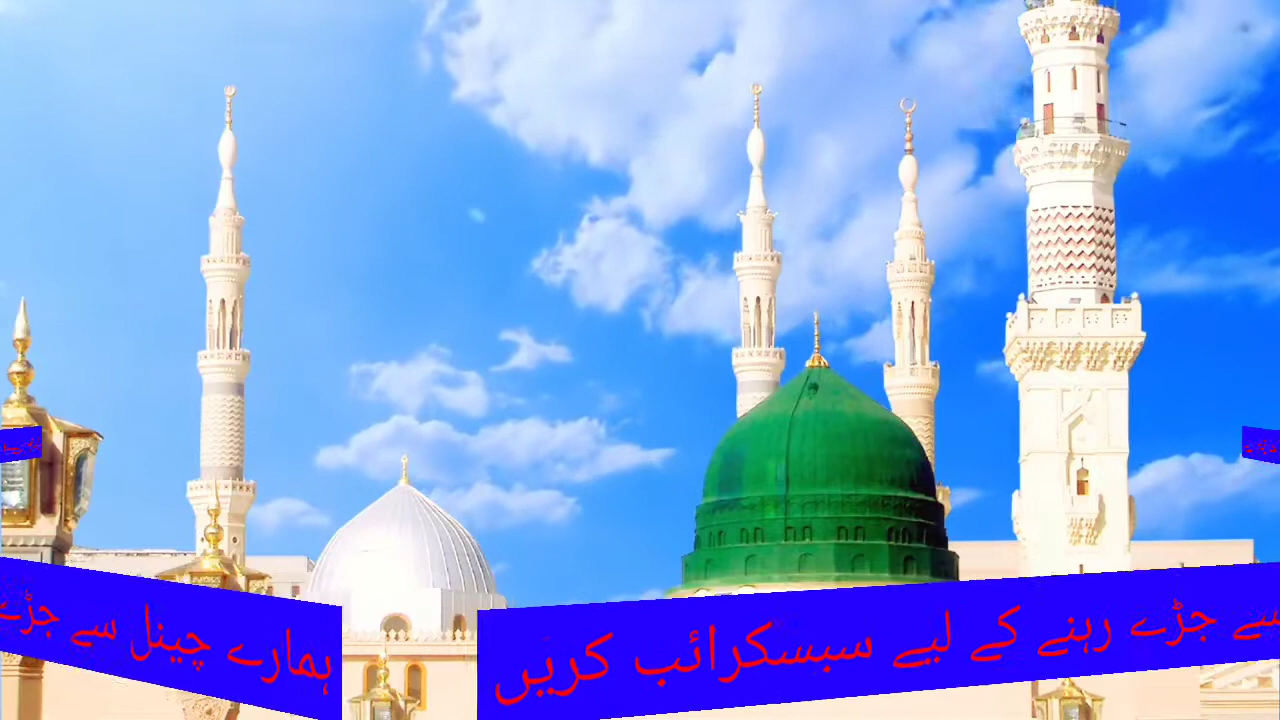 ہمارے چینل سے جڑے
سے جڑے رہنے کے لیے سبسکرائب کریں